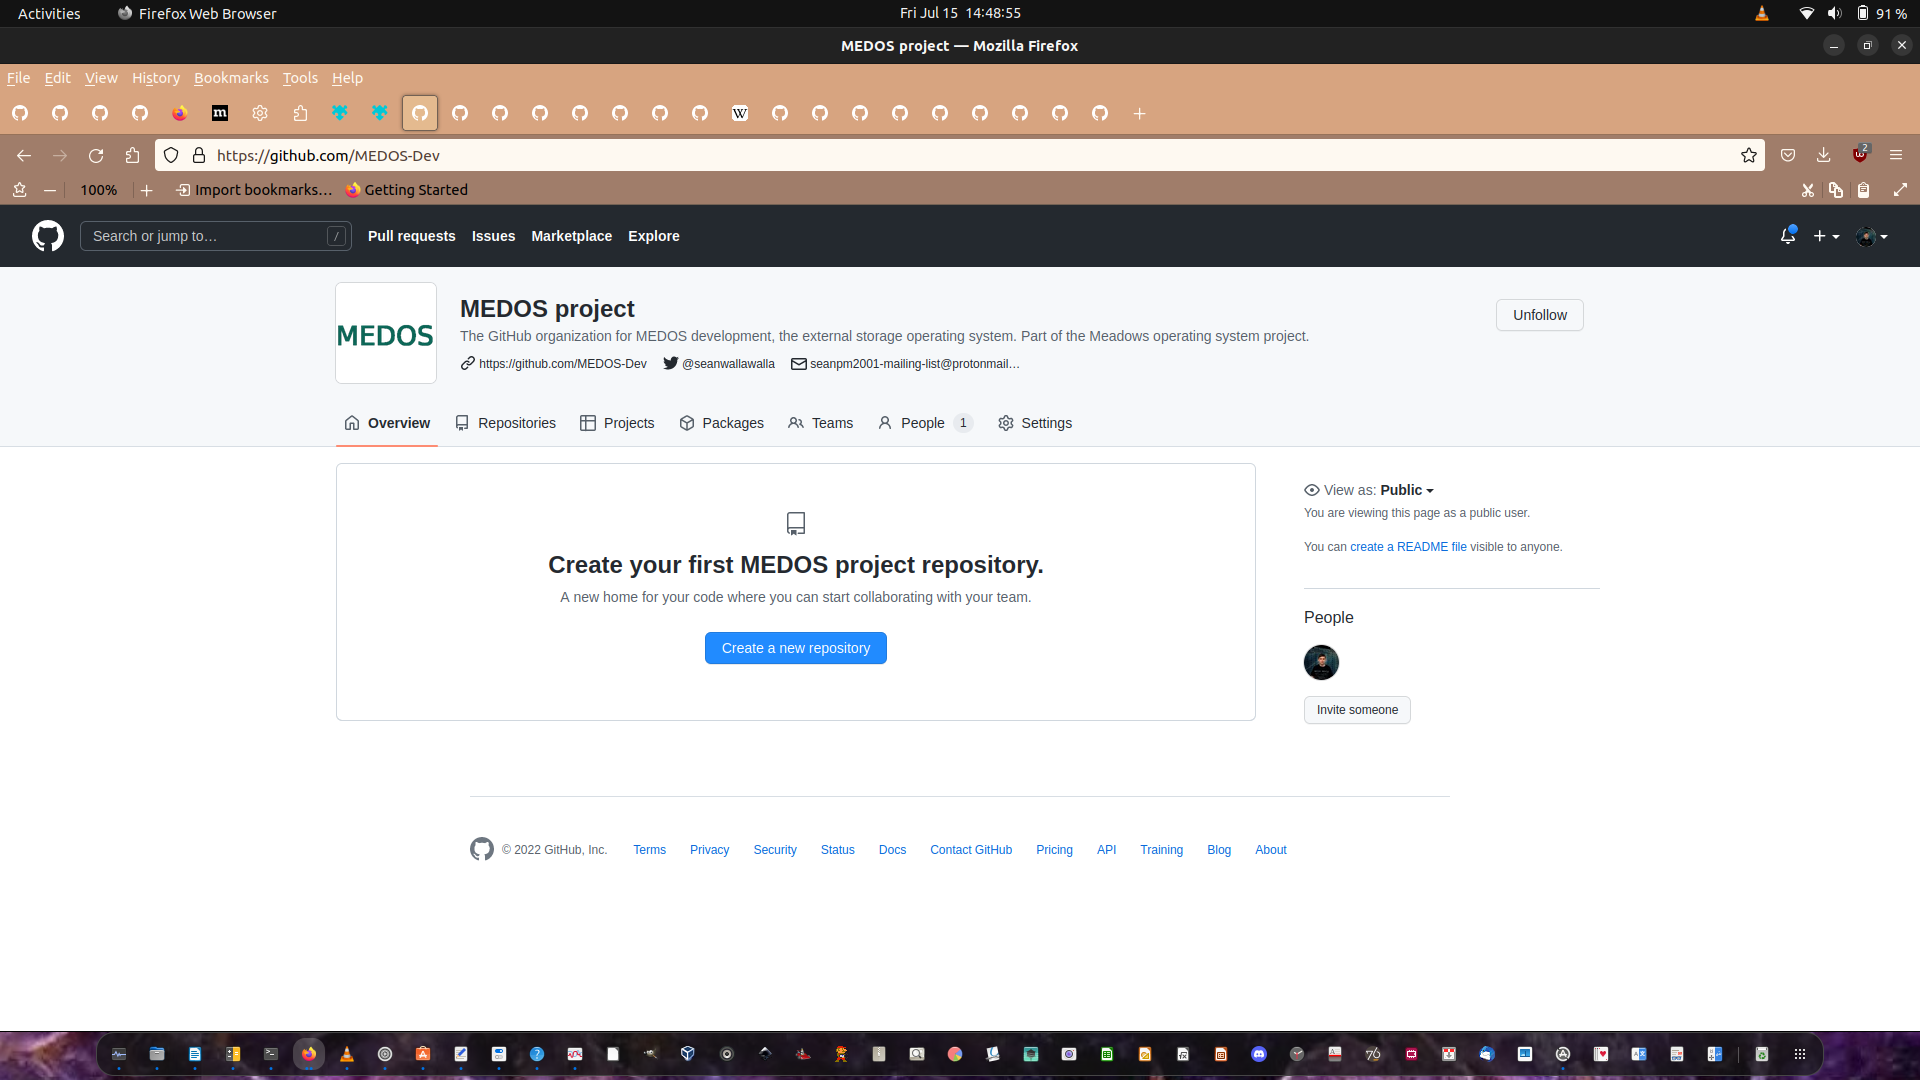 Activities Firefox Web Browser Fri Jul 15 14:48:55 91 %
MEDOS project — Mozilla Firefox
File Edit View History Bookmarks Tools Help
m W
https://github.com/MEDOS-Dev 2
100% Import bookmarks… Getting Started
Search or jump to… / Pull requests Issues Marketplace Explore
MEDOS
MEDOS project
Unfollow
The GitHub organization for MEDOS development, the external storage operating system. Part of the Meadows operating system project.
https://github.com/MEDOS-Dev @seanwallawalla seanpm2001-mailing-list@protonmail…
Overview Repositories Projects Packages Teams People 1 Settings
Create your first MEDOS project repository.
A new home for your code where you can start collaborating with your team.
Create a new repository
View as: Public
You are viewing this page as a public user.
You can create a README file visible to anyone.
People
Invite someone
© 2022 GitHub, Inc. Terms Privacy Security Status Docs Contact GitHub Pricing API Training Blog About